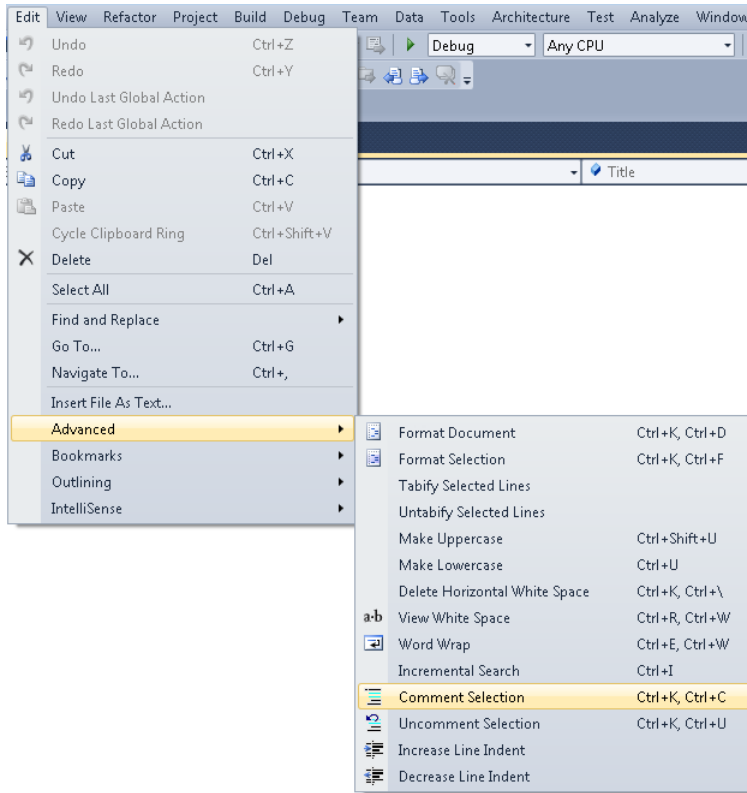 Edit View Refactor Project Build Debug Team Data Tools Architecture Test Analyze Window
Undo Ctrl+Z
Debug Any CPU
Redo Ctrl+Y
Undo Last Global Action
Redo Last Global Action
Cut Ctrl+X
Title
Copy Ctrl+C
Paste Ctrl+V
Cycle Clipboard Ring Ctrl+Shift+V
Delete Del
Select All Ctrl+A
Find and Replace
Go To... Ctrl+G
Navigate To... Ctrl+,
Insert File As Text...
Advanced
Bookmarks
Outlining
IntelliSense
Format Document Ctrl+K, Ctrl+D
Format Selection Ctrl+K, Ctrl+F
Tabify Selected Lines
Untabify Selected Lines
Make Uppercase Ctrl+Shift+U
Make Lowercase Ctrl+U
Delete Horizontal White Space Ctrl+K, Ctrl+\
a·b View White Space Ctrl+R, Ctrl+W
Word Wrap Ctrl+E, Ctrl+W
Incremental Search Ctrl+I
Comment Selection Ctrl+K, Ctrl+C
Uncomment Selection Ctrl+K, Ctrl+U
Increase Line Indent
Decrease Line Indent